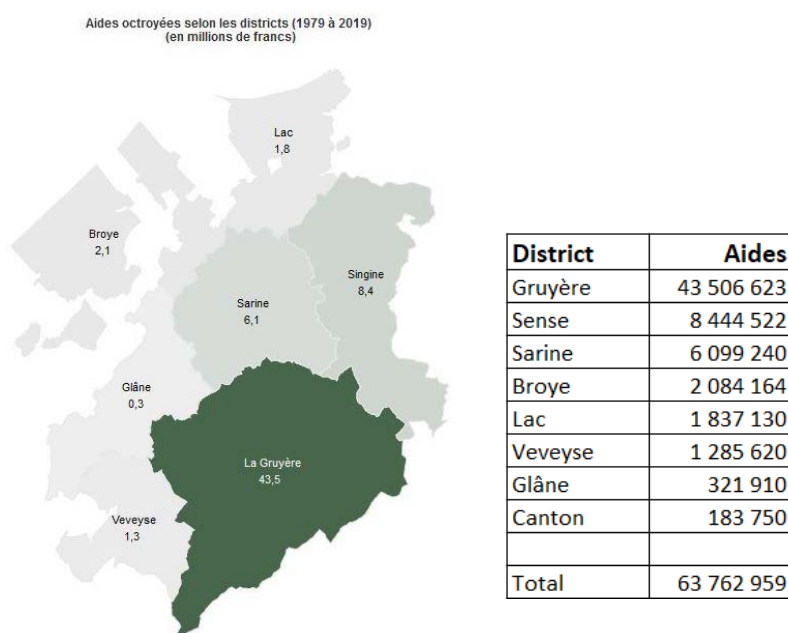 Aides octroyées selon les districts (1979 à 2019)
(en millions de francs)
Lac
1,8
Broye
2,1
Singine
8,4
Sarine
6,1
Glâne
0,3
La Gruyère
43,5
Veveyse
1,3
District Aides
Gruyère 43 506 623
Sense 8 444 522
Sarine 6 099 240
Broye 2 084 164
Lac 1 837 130
Veveyse 1 285 620
Glâne 321 910
Canton 183 750
Total 63 762 959